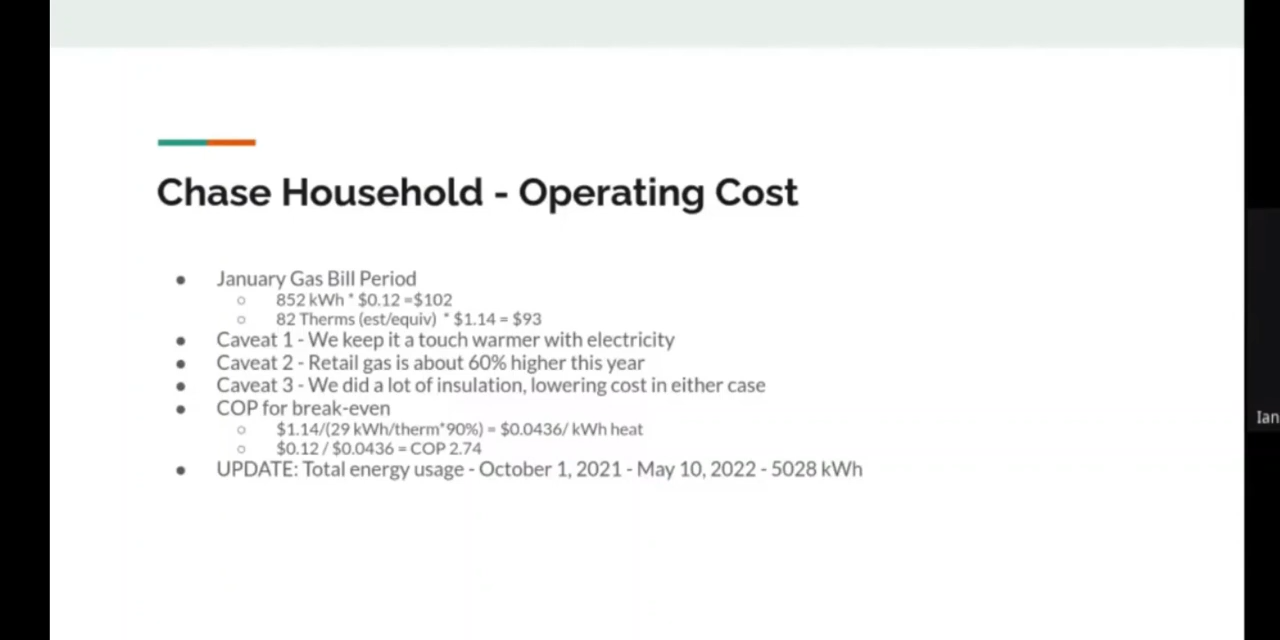 Chase Household - Operating Cost
● January Gas Bill Period
○ 852 kWh * $0.12 =$102
○ 82 Therms (est/equiv) * $1.14 = $93
● Caveat 1 - We keep it a touch warmer with electricity
● Caveat 2 - Retail gas is about 60% higher this year
● Caveat 3 - We did a lot of insulation, lowering cost in either case
● COP for break-even
○ $1.14/(29 kWh/therm*90%) = $0.0436/ kWh heat
○ $0.12 / $0.0436 = COP 2.74
● UPDATE: Total energy usage - October 1, 2021 - May 10, 2022 - 5028 kWh
Ian